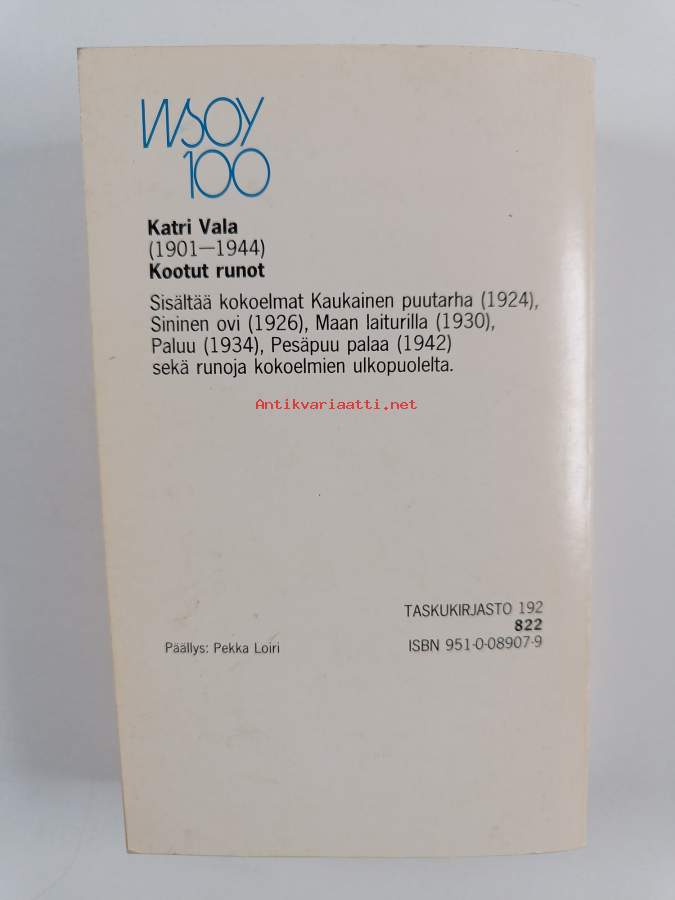 WSOY
100
Katri Vala
(1901—1944)
Kootut runot
Sisältää kokoelmat Kaukainen puutarha (1924),
Sininen ovi (1926), Maan laiturilla (1930),
Paluu (1934), Pesäpuu palaa (1942)
sekä runoja kokoelmien ulkopuolelta.
Antikvariaatti.net
TASKUKIRJASTO 192
822
Päällys: Pekka Loiri
ISBN 951-0-08907-9